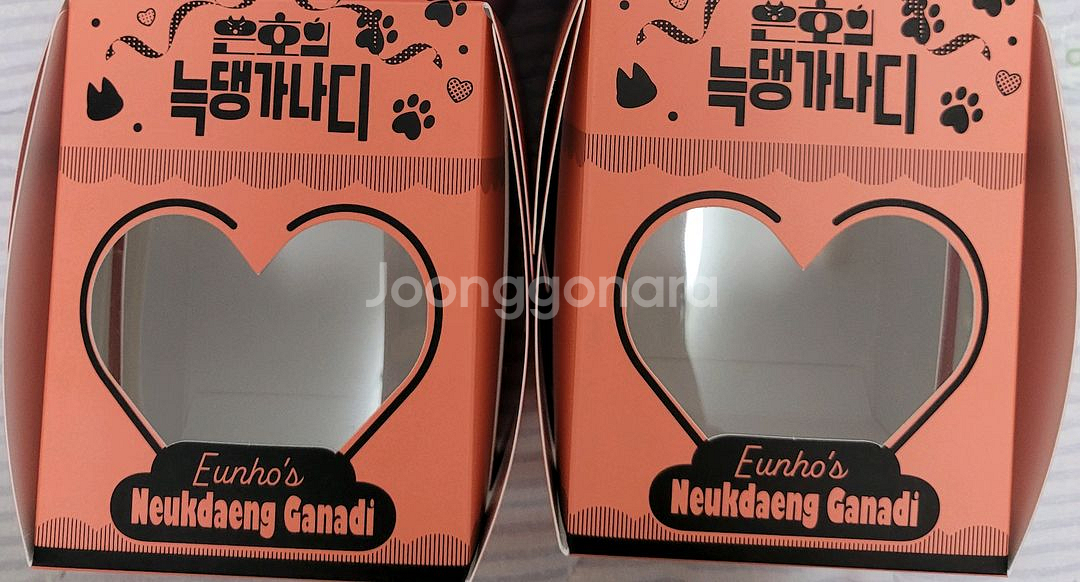 은호의
늑댕가나디
은호의
늑댕가나디
Joonggonara
Eunho's
Neukdaeng Ganadi
Eunho's
Neukdaeng Ganadi